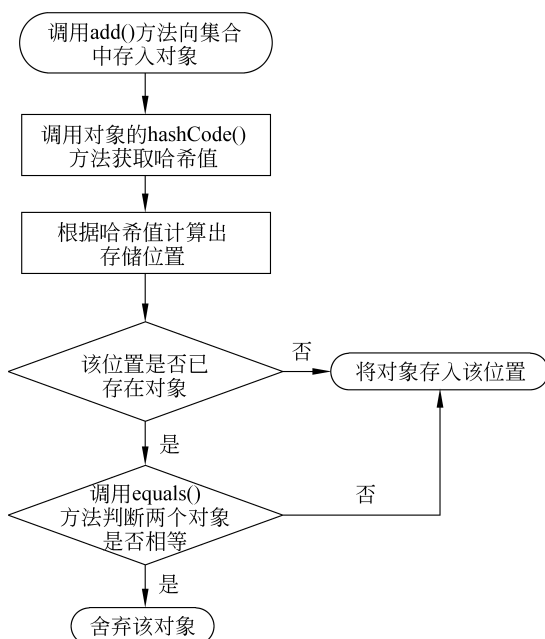 调用add()方法向集合
中存入对象
调用对象的hashCode()
方法获取哈希值
根据哈希值计算出
存储位置
该位置是否已
存在对象
否
将对象存入该位置
是
调用equals()
方法判断两个对象
是否相等
否
是
舍弃该对象